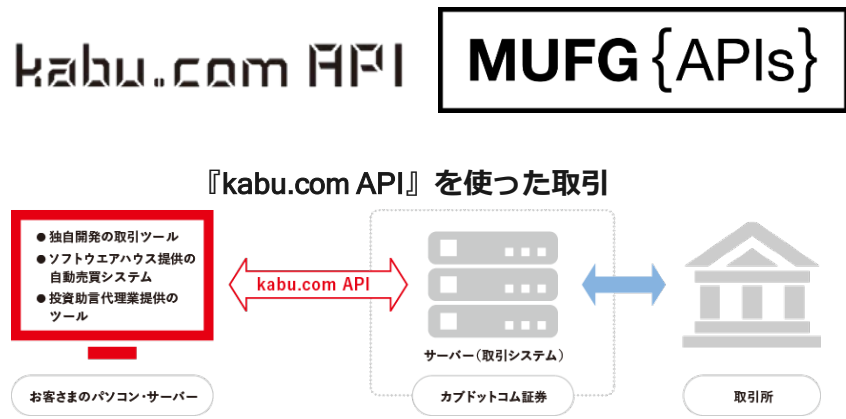 kabu.com API
MUFG {APIs}
『kabu.com API』を使った取引
● 独自開発の取引ツール
● ソフトウエアハウス提供の
自動売買システム
● 投資助言代理業提供の
ツール
kabu.com API
サーバー（取引システム）
お客さまのパソコン・サーバー
カブドットコム証券
取引所